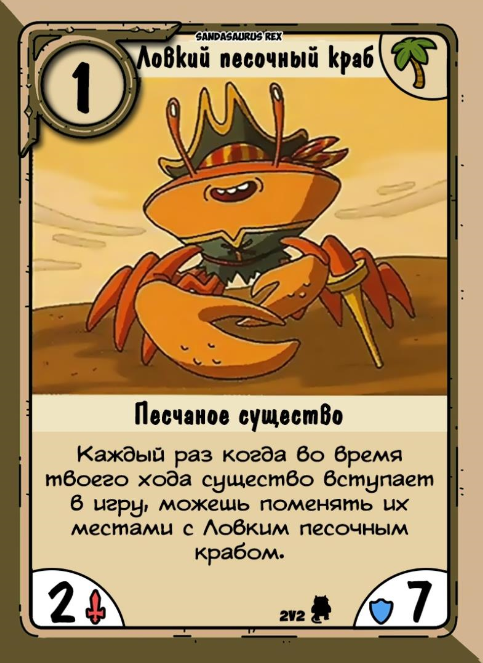 SANDASAURUS REX
1
Ловкий песочный краб
Песчаное существо
Каждый раз когда во время
твоего хода существо вступает
в игру, можешь поменять их
местами с Ловким песочным
крабом.
2
2V2
7